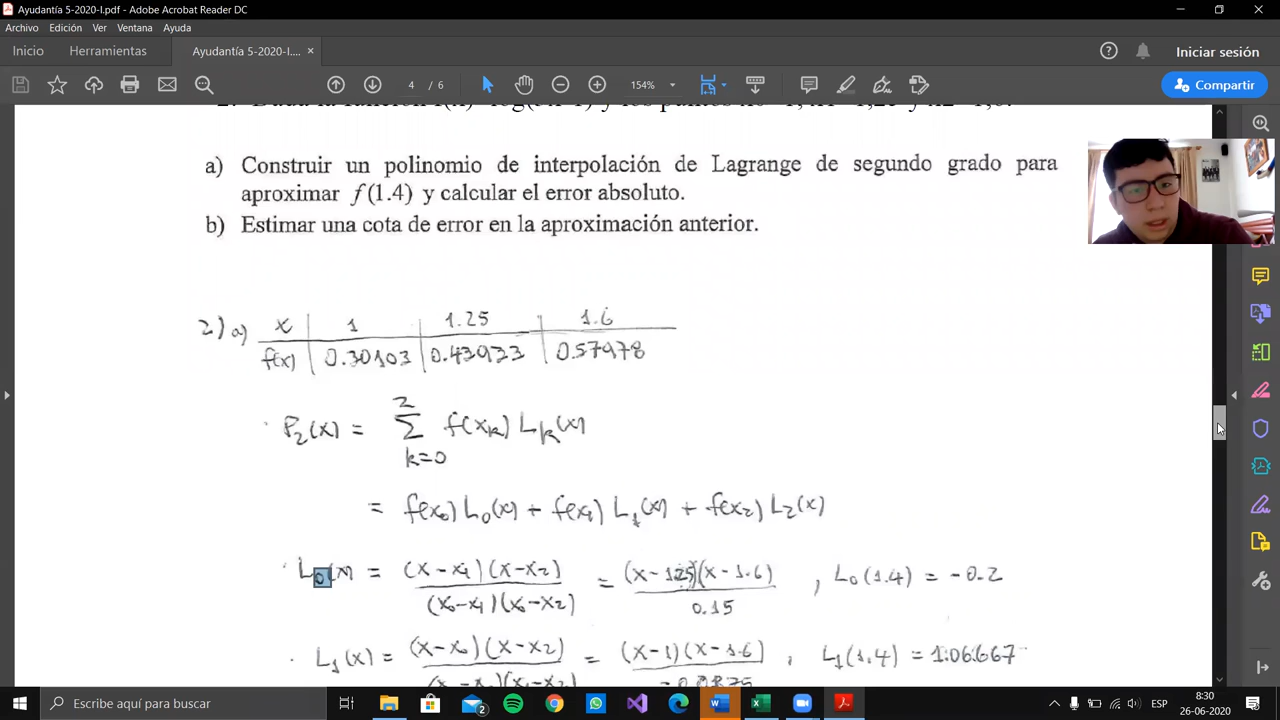 Ayudantía 5-2020-I.pdf - Adobe Acrobat Reader DC
Archivo Edición Ver Ventana Ayuda
Inicio Herramientas Ayudantía 5-2020-I.... × Iniciar sesión
4 / 6 154% Compartir
a) Construir un polinomio de interpolación de Lagrange de segundo grado para
aproximar f(1.4) y calcular el error absoluto.
b) Estimar una cota de error en la aproximación anterior.
2) a) x | 1 | 1.25 | 1.6
f(x) | 0.30103 | 0.43933 | 0.57978
P₂(x) = Σ f(xₖ) Lₖ(x)
2
k=0
= f(x₀) L₀(x) + f(x₁) L₁(x) + f(x₂) L₂(x)
L₀(x) = (x-x₁)(x-x₂) / (x₀-x₁)(x₀-x₂) = (x-1.25)(x-1.6) / 0.15 , L₀(1.4) = -0.2
L₁(x) = (x-x₀)(x-x₂) = (x-1)(x-1.6) , L₁(1.4) = 1.06667
Escribe aquí para buscar
2
ESP
8:30
26-06-2020